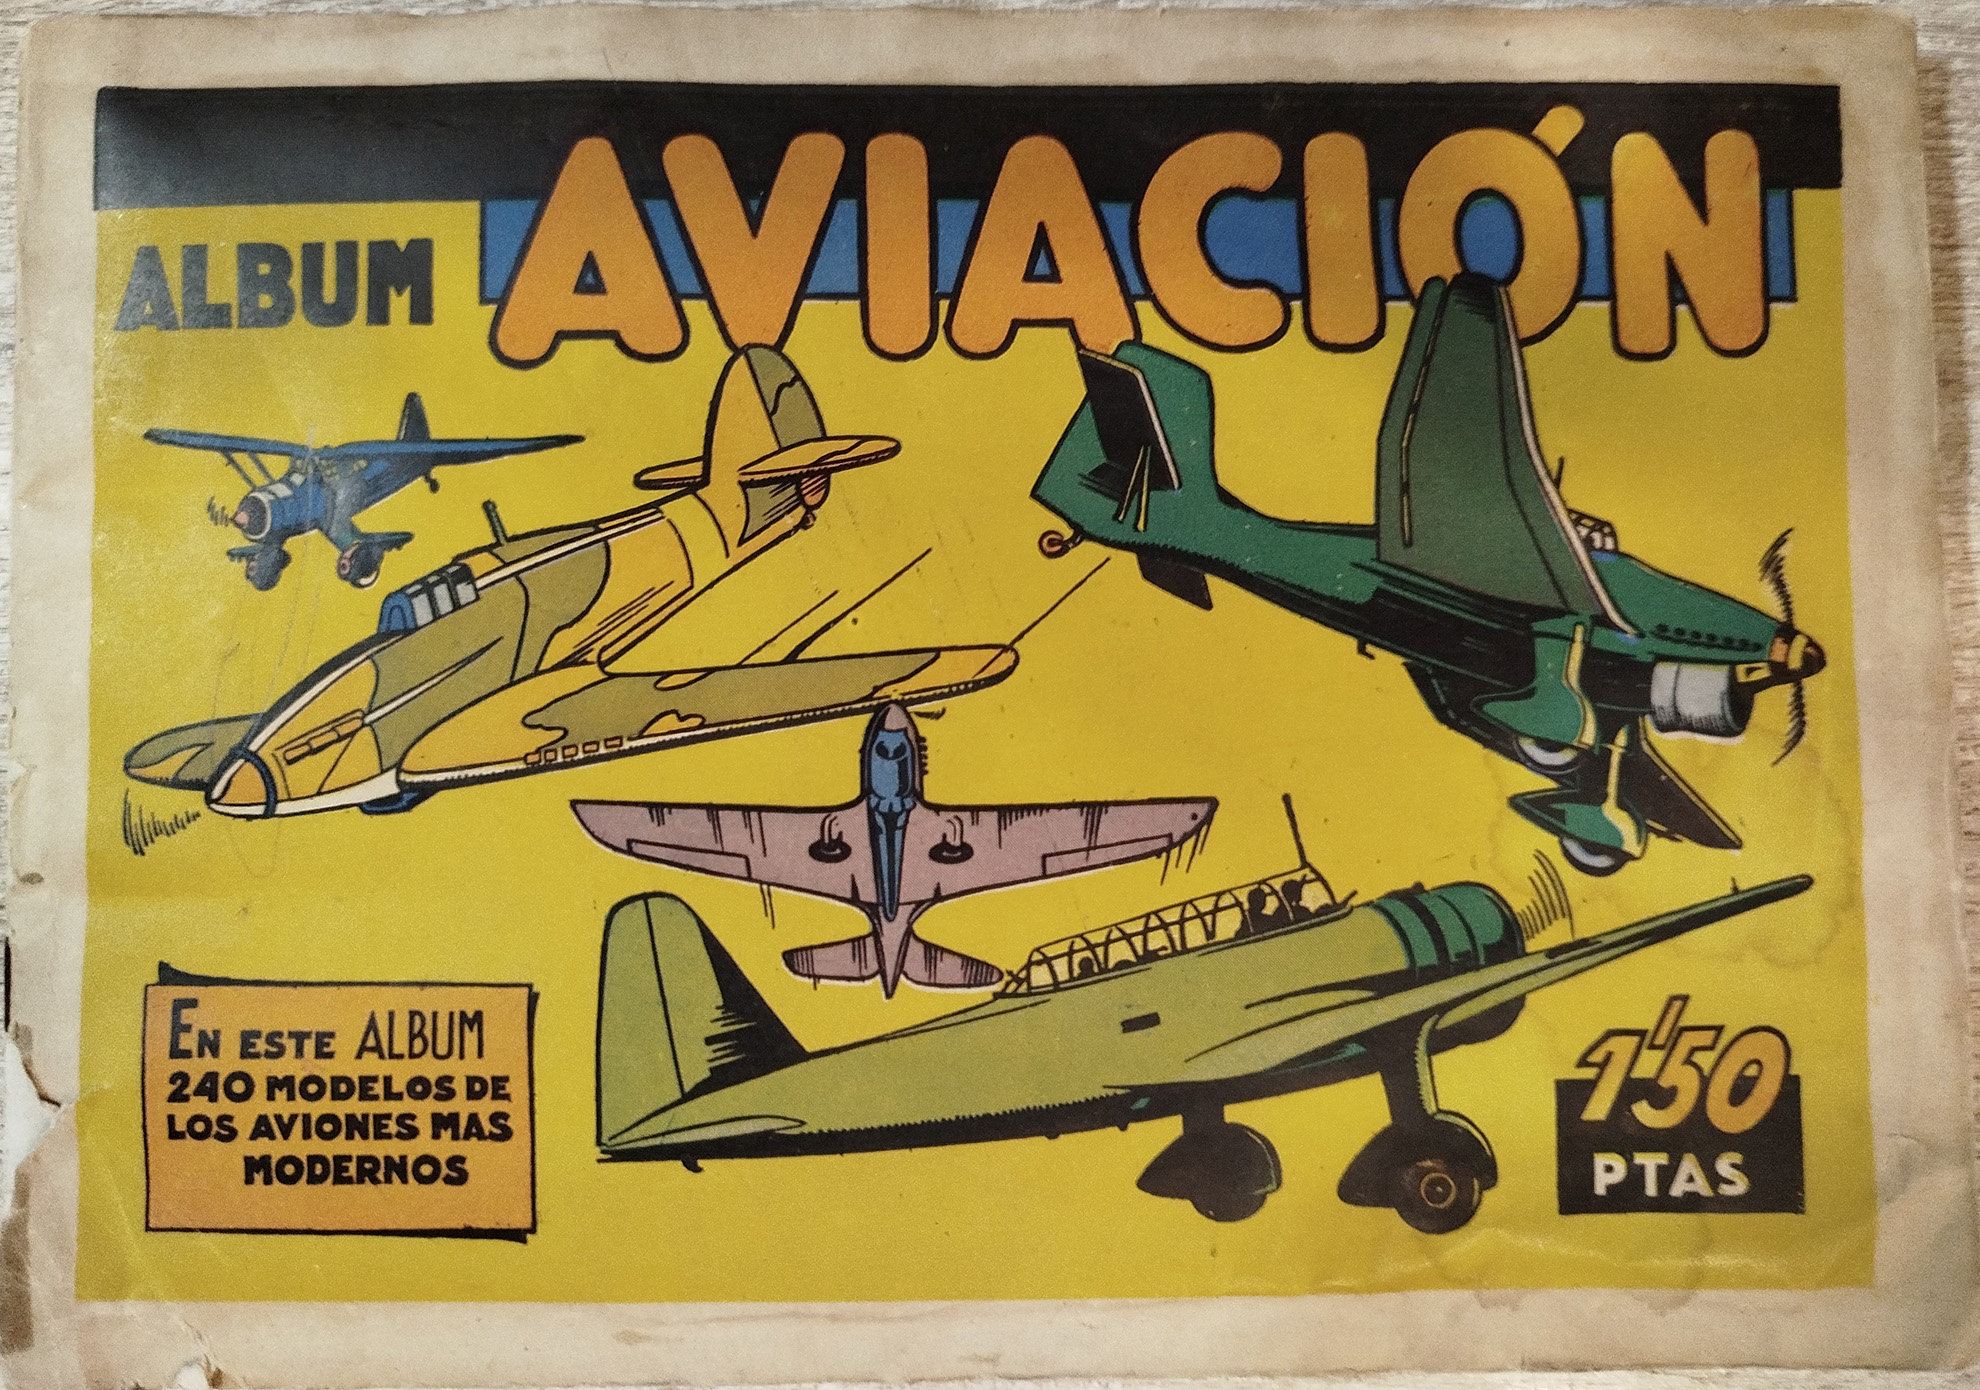 ALBUM
AVIACIÓN
EN ESTE ALBUM
240 MODELOS DE
LOS AVIONES MAS
MODERNOS
1'50
PTAS